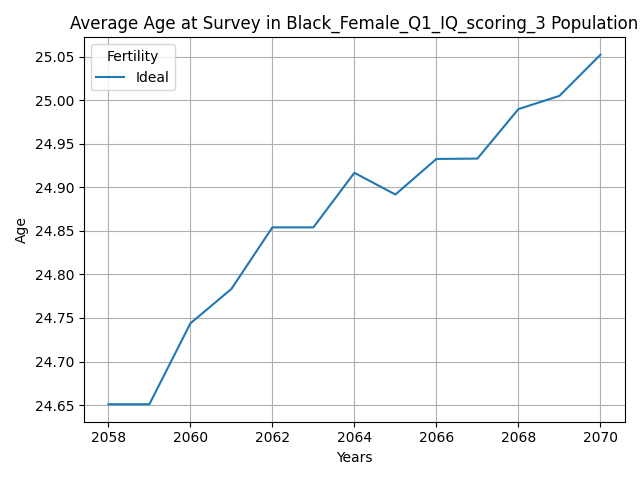 Average Age at Survey in Black_Female_Q1_IQ_scoring_3 Population
Fertility
Ideal
25.05
25.00
24.95
24.90
24.85
24.80
24.75
24.70
24.65
Age
2058 2060 2062 2064 2066 2068 2070
Years